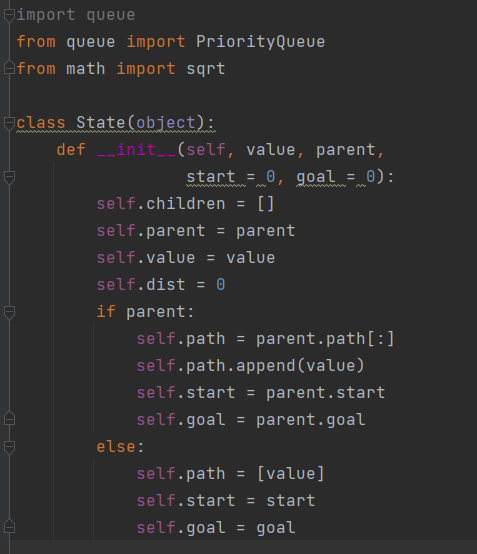 import queue
from queue import PriorityQueue
from math import sqrt
class State(object):
    def __init__(self, value, parent,
                 start = 0, goal = 0):
        self.children = []
        self.parent = parent
        self.value = value
        self.dist = 0
        if parent:
            self.path = parent.path[:]
            self.path.append(value)
            self.start = parent.start
            self.goal = parent.goal
        else:
            self.path = [value]
            self.start = start
            self.goal = goal